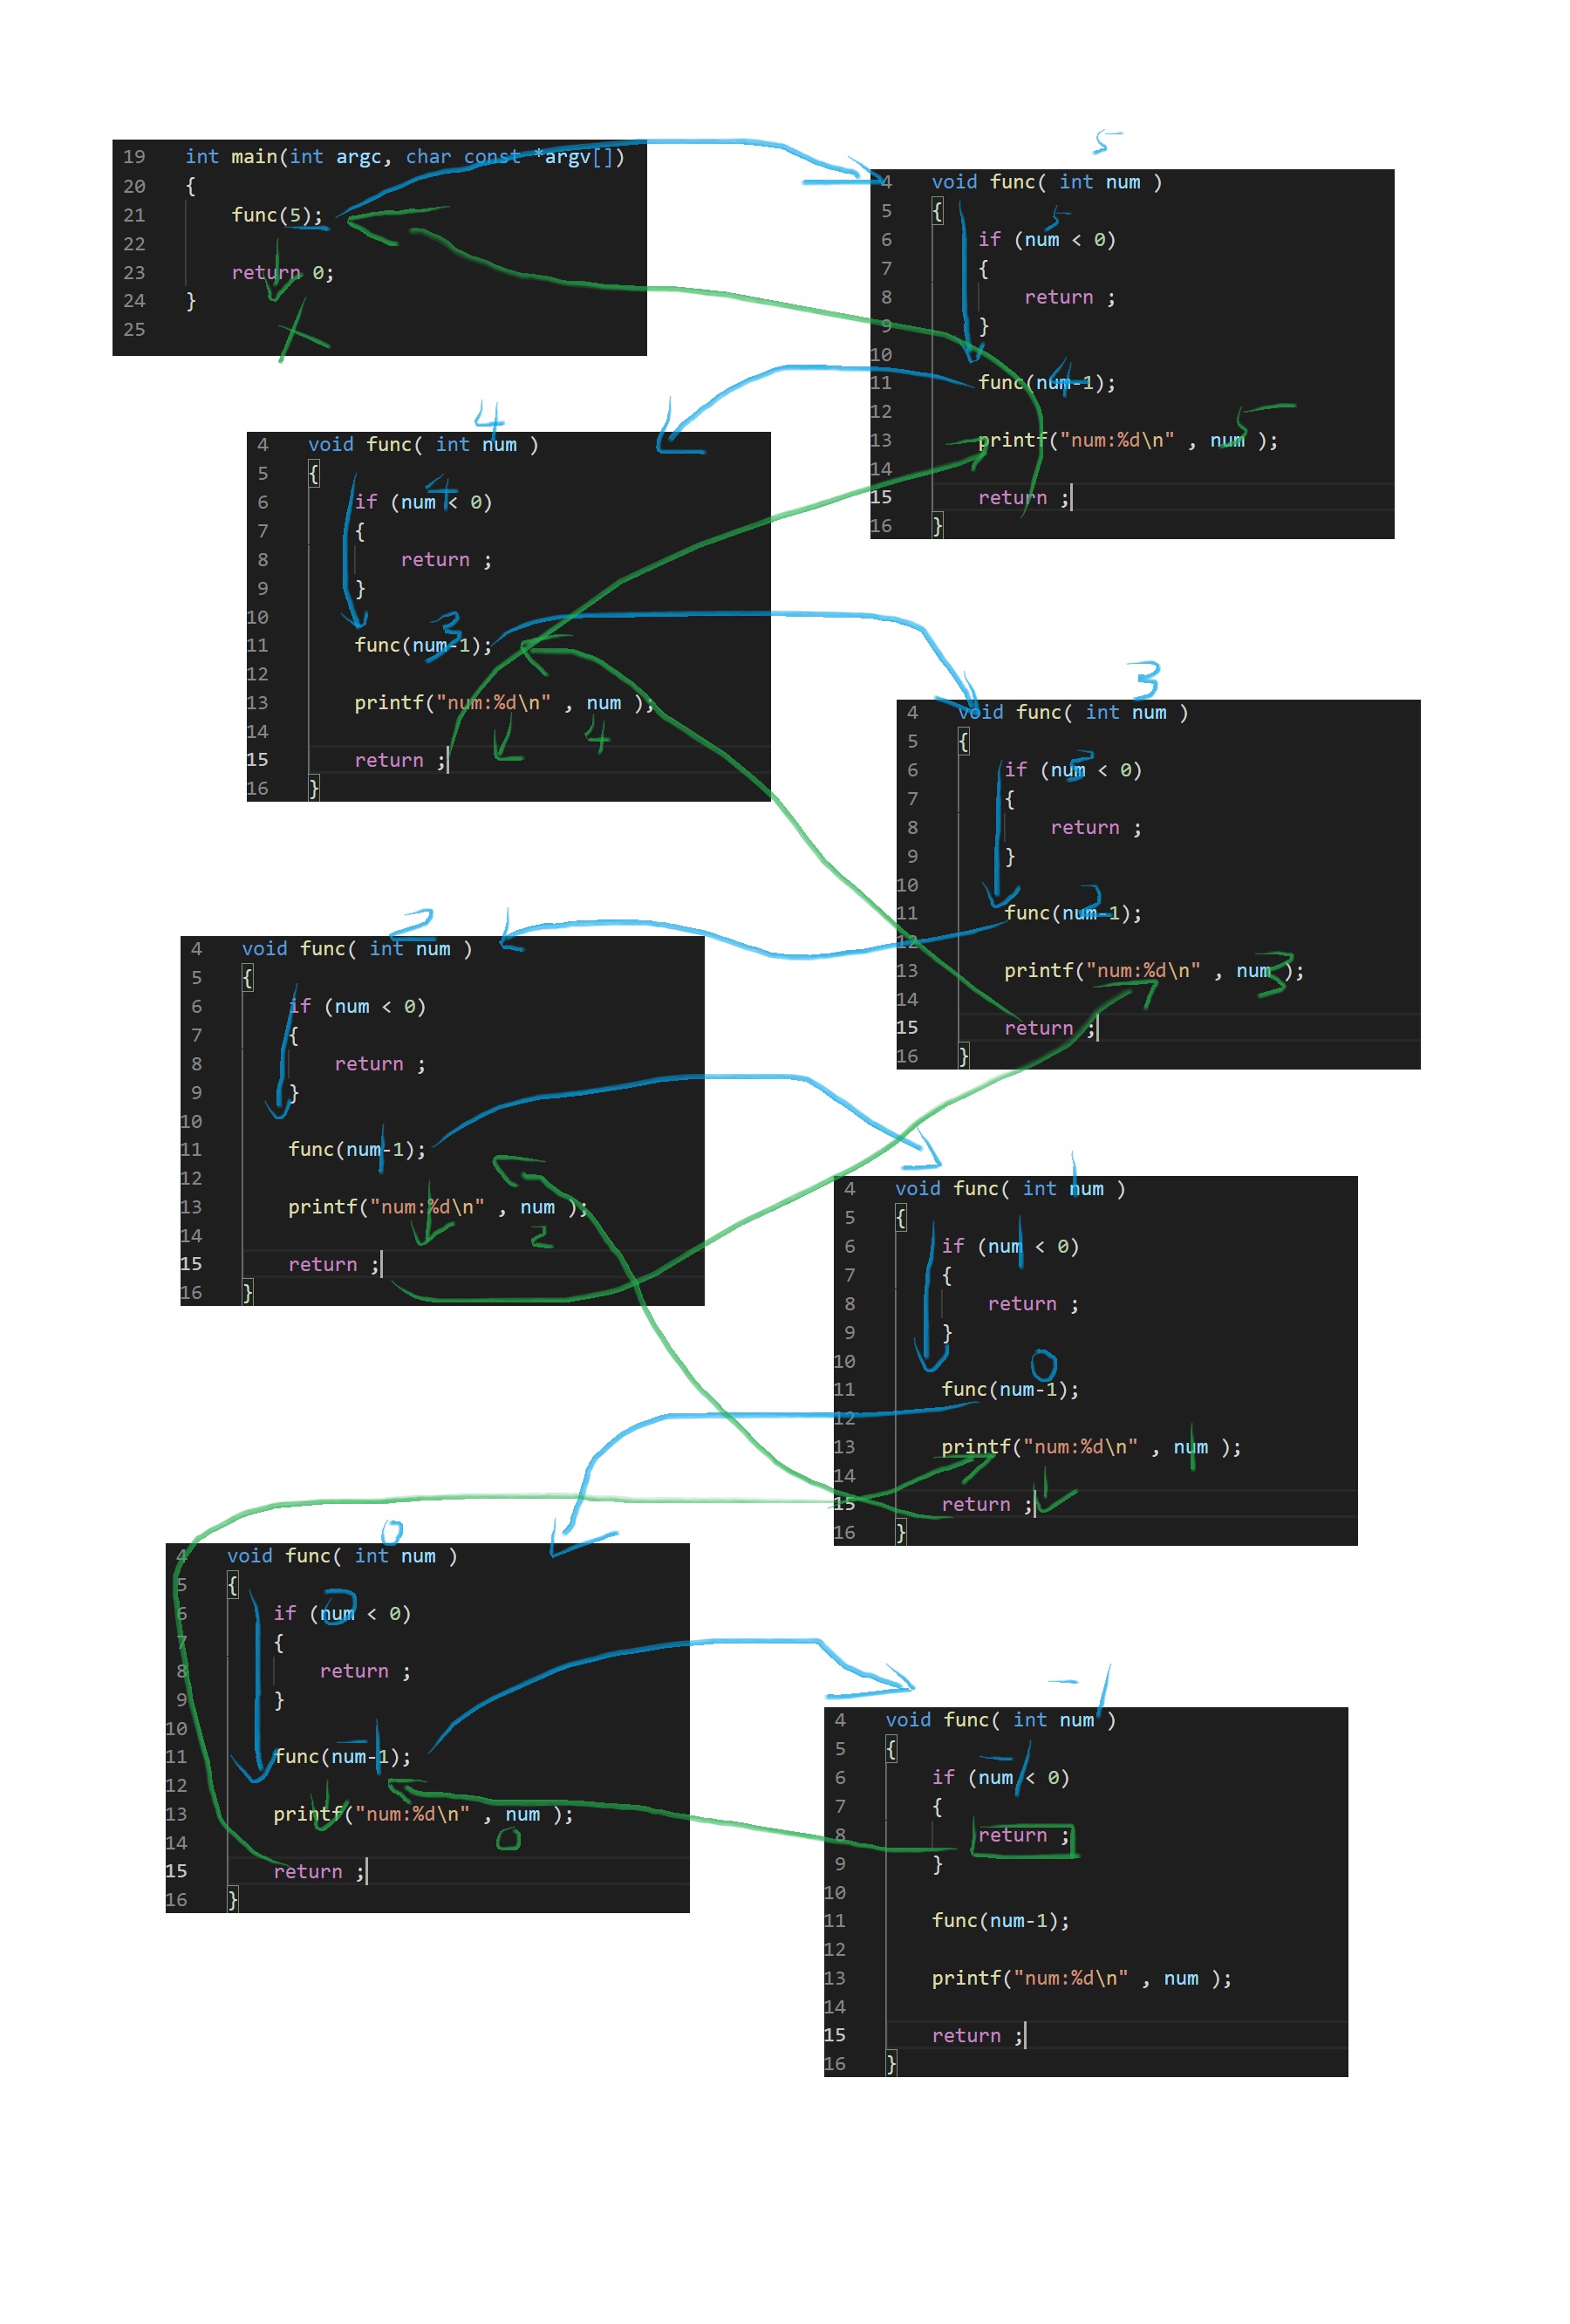 19 int main(int argc, char const *argv[])
20 {
21 func(5);
22
23 return 0;
24 }
25
5
4 void func( int num )
5 {
5
6 if (num < 0)
7 {
8 return ;
9 }
10
4
11 func(num-1);
12
13 printf("num:%d\n" , num );
5
14
15 return ;
16 }
4
4 void func( int num )
5 {
4
6 if (num < 0)
7 {
8 return ;
9 }
10
3
11 func(num-1);
12
13 printf("num:%d\n" , num );
4
14
15 return ;
16 }
3
4 void func( int num )
5 {
6 if (num < 0)
7 {
8 return ;
9 }
10
2
11 func(num-1);
12
13 printf("num:%d\n" , num );
3
14
15 return ;
16 }
2
4 void func( int num )
5 {
6 if (num < 0)
7 {
8 return ;
9 }
10
11 func(num-1);
1
12
13 printf("num:%d\n" , num );
2
14
15 return ;
16 }
1
4 void func( int num )
5 {
6 if (num < 0)
1
7 {
8 return ;
9 }
10
0
11 func(num-1);
12
13 printf("num:%d\n" , num );
1
14
15 return ;
16 }
0
4 void func( int num )
5 {
6 if (num < 0)
0
7 {
8 return ;
9 }
10
-1
11 func(num-1);
12
13 printf("num:%d\n" , num );
0
14
15 return ;
16 }
-1
4 void func( int num )
5 {
-1
6 if (num < 0)
7 {
8 return ;
9 }
10
11 func(num-1);
12
13 printf("num:%d\n" , num );
14
15 return ;
16 }